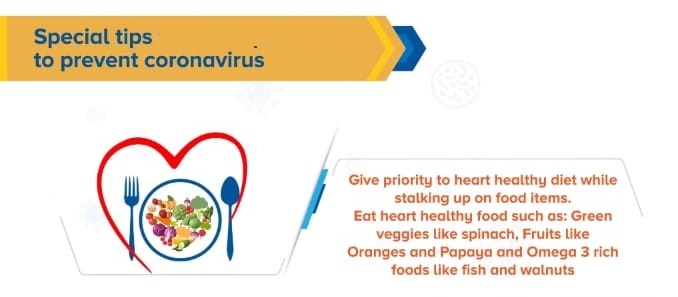 Special tips
to prevent coronavirus
Give priority to heart healthy diet while
stalking up on food items.
Eat heart healthy food such as: Green
veggies like spinach, Fruits like
Oranges and Papaya and Omega 3 rich
foods like fish and walnuts